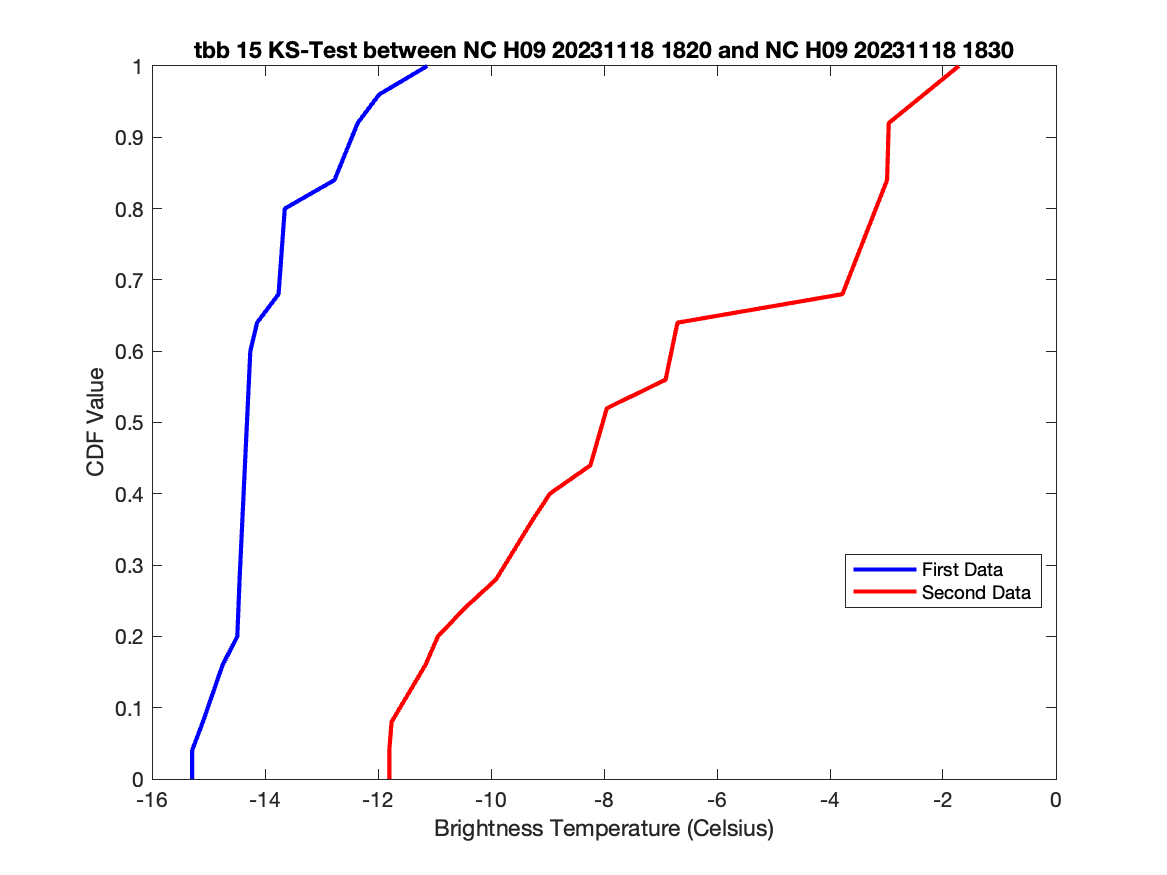 tbb 15 KS-Test between NC H09 20231118 1820 and NC H09 20231118 1830
1
0.9
0.8
0.7
0.6
0.5
0.4
0.3
0.2
0.1
0
CDF Value
First Data
Second Data
-16 -14 -12 -10 -8 -6 -4 -2 0
Brightness Temperature (Celsius)